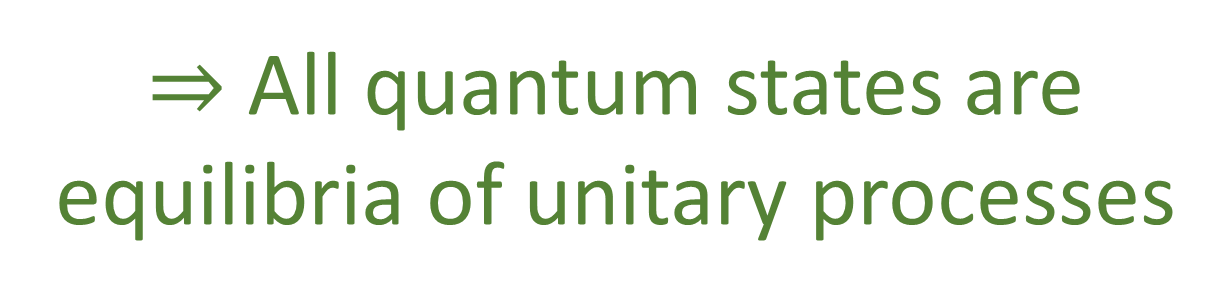 ⇒ All quantum states are
equilibria of unitary processes